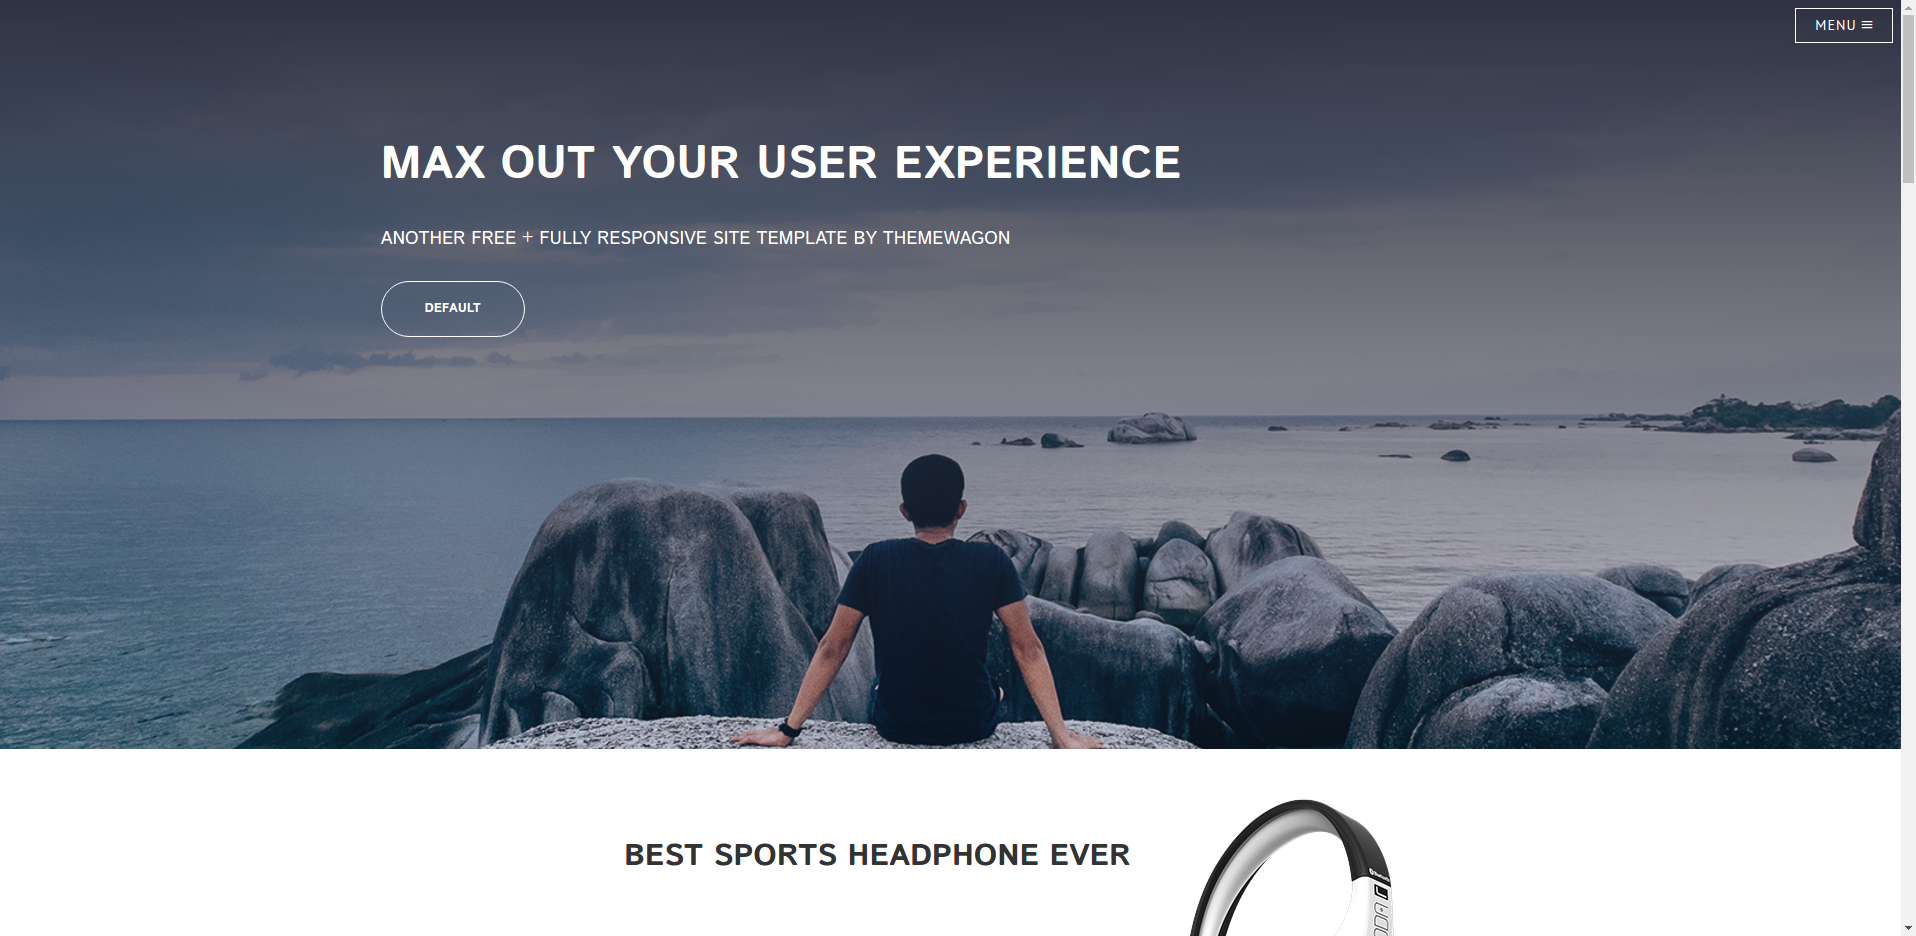 MENU
MAX OUT YOUR USER EXPERIENCE
ANOTHER FREE + FULLY RESPONSIVE SITE TEMPLATE BY THEMEWAGON
DEFAULT
BEST SPORTS HEADPHONE EVER